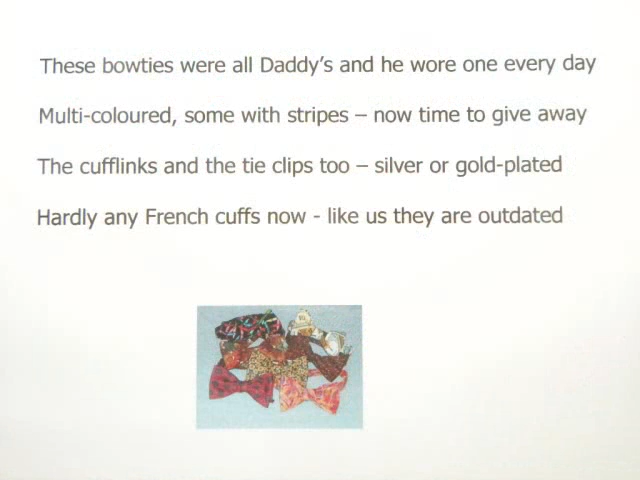 These bowties were all Daddy's and he wore one every day
Multi-coloured, some with stripes – now time to give away
The cufflinks and the tie clips too – silver or gold-plated
Hardly any French cuffs now - like us they are outdated